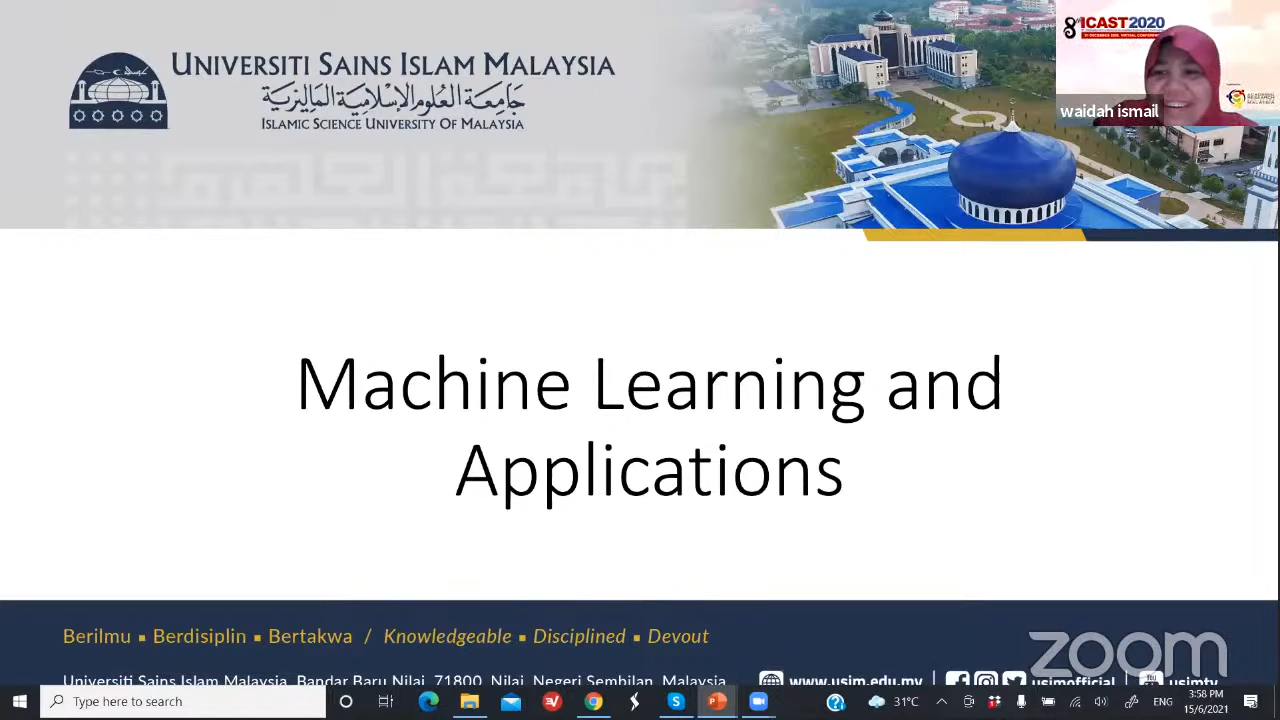 UNIVERSITI SAINS ISLAM MALAYSIA
جامعة العلوم الإسلامية الماليزية
ISLAMIC SCIENCE UNIVERSITY OF MALAYSIA
8th ICAST2020
waidah ismail
Machine Learning and
Applications
Berilmu ▪ Berdisiplin ▪ Bertakwa / Knowledgeable ▪ Disciplined ▪ Devout
zoom
Universiti Sains Islam Malaysia, Bandar Baru Nilai, 71800, Nilai, Negeri Sembilan, Malaysia
www.usim.edu.my | usimofficial | usimtv
Type here to search
31°C
ENG
3:58 PM
15/6/2021